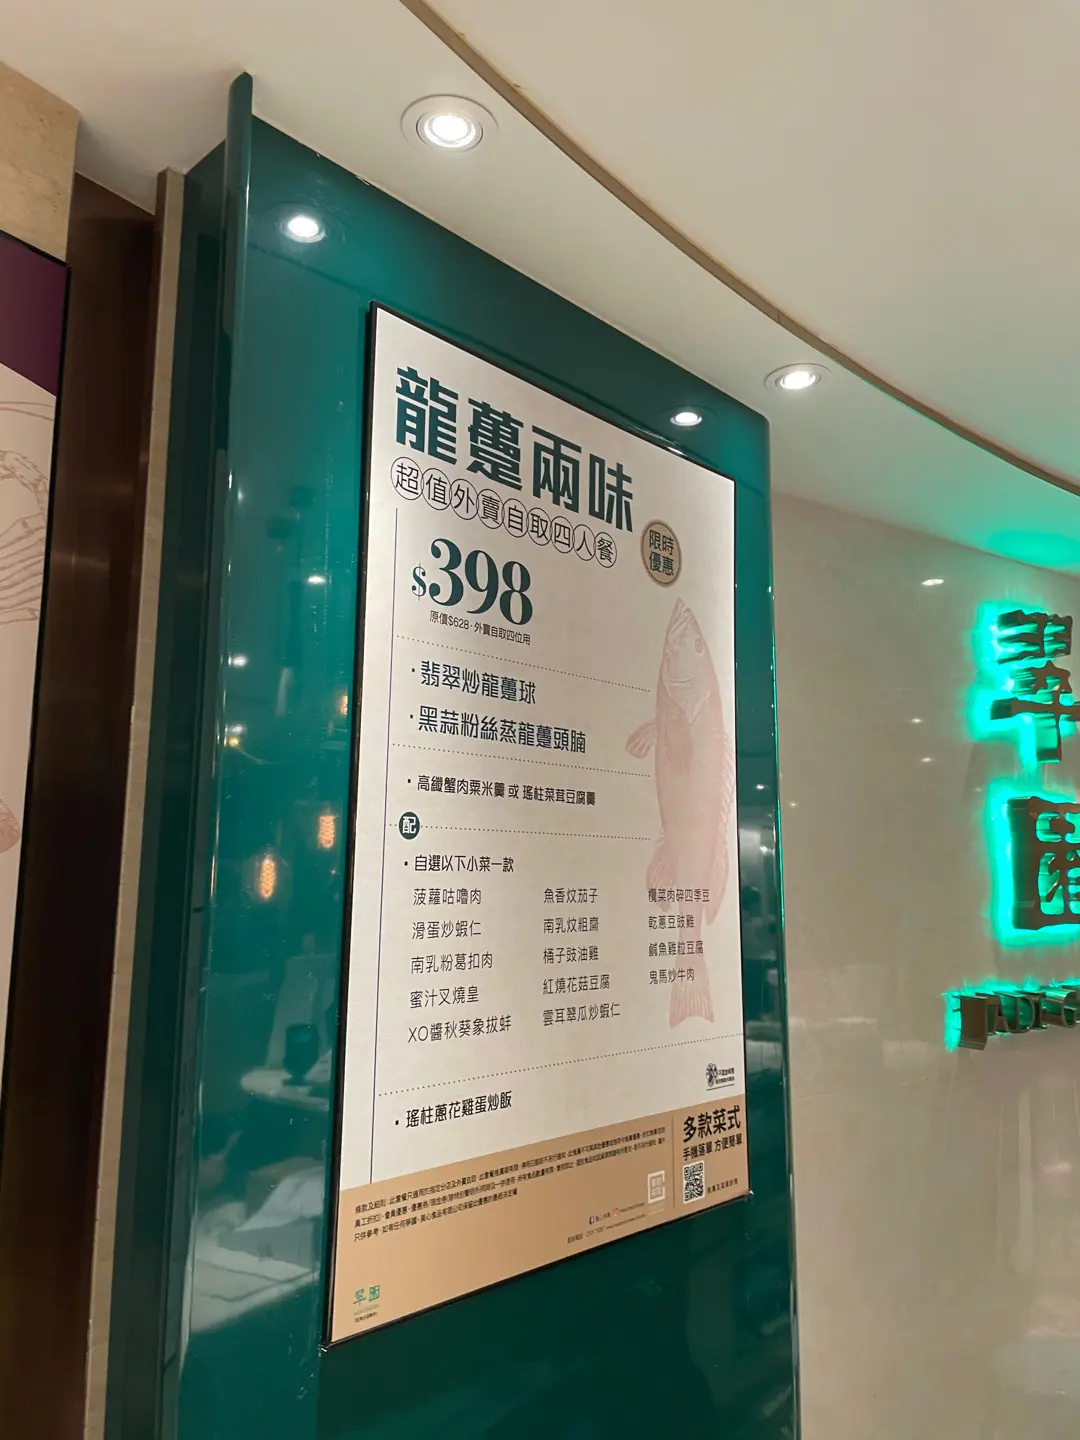 龍躉兩味
超值外賣自取四人餐
限時
優惠
$398
原價$628·外賣自取四位用
·翡翠炒龍躉球
·黑蒜粉絲蒸龍躉頭腩
·高纖蟹肉粟米羹 或 瑤柱菜茸豆腐羹
配
·自選以下小菜一款
菠蘿咕嚕肉
滑蛋炒蝦仁
南乳粉葛扣肉
蜜汁叉燒皇
XO醬秋葵象拔蚌
魚香炆茄子
南乳炆粗齋
桶子豉油雞
紅燒花菇豆腐
雲耳翠瓜炒蝦仁
欖菜肉碎四季豆
乾蔥豆豉雞
鹹魚雞粒豆腐
鬼馬炒牛肉
·瑤柱蔥花雞蛋炒飯
多款菜式
手機落單 方便簡單
翠園
翠園
JADE